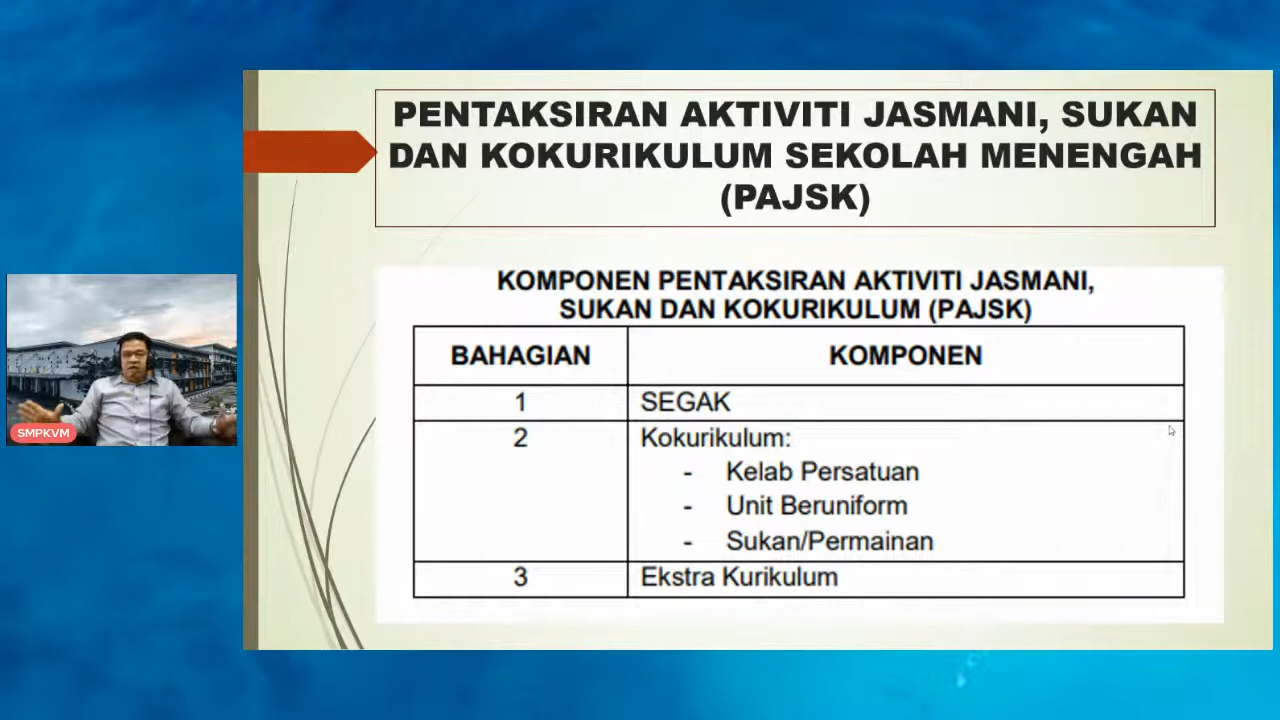 PENTAKSIRAN AKTIVITI JASMANI, SUKAN
DAN KOKURIKULUM SEKOLAH MENENGAH
(PAJSK)
KOMPONEN PENTAKSIRAN AKTIVITI JASMANI,
SUKAN DAN KOKURIKULUM (PAJSK)
BAHAGIAN KOMPONEN
1 SEGAK
2 Kokurikulum:
- Kelab Persatuan
- Unit Beruniform
- Sukan/Permainan
3 Ekstra Kurikulum
SMPKVM